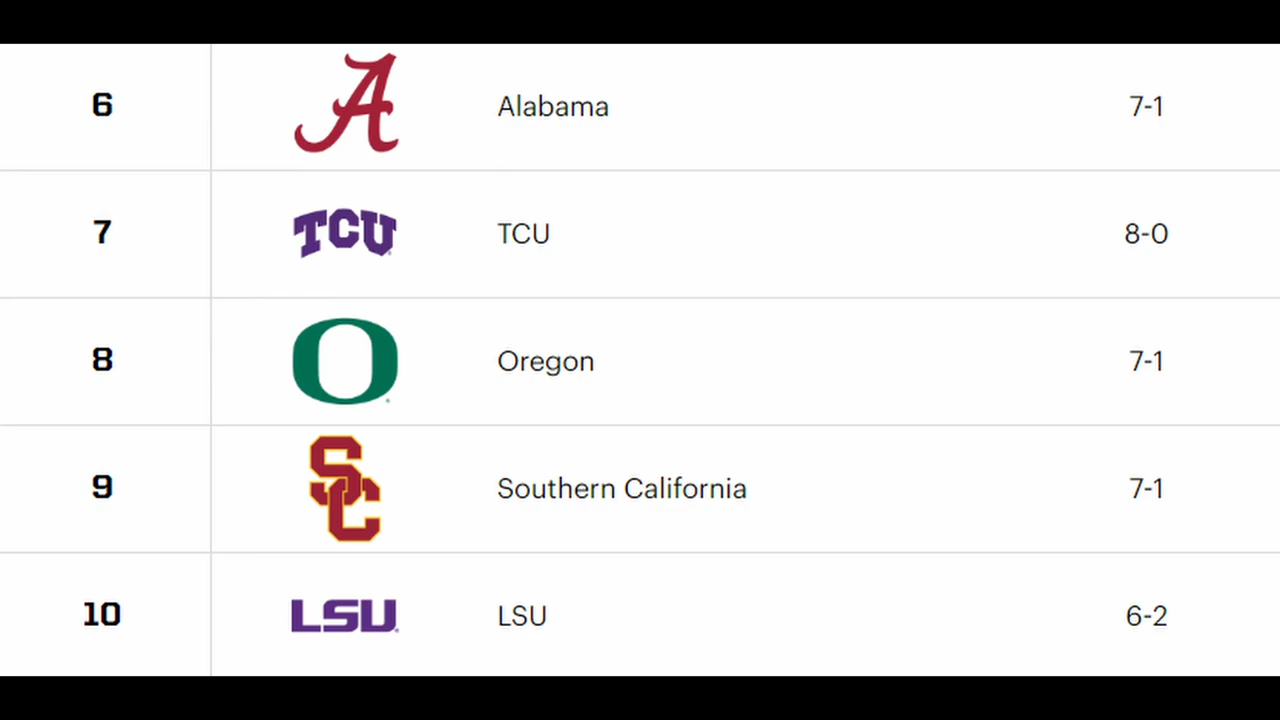 6 A Alabama 7-1
7 TCU TCU 8-0
8 O Oregon 7-1
9 SC Southern California 7-1
10 LSU LSU 6-2